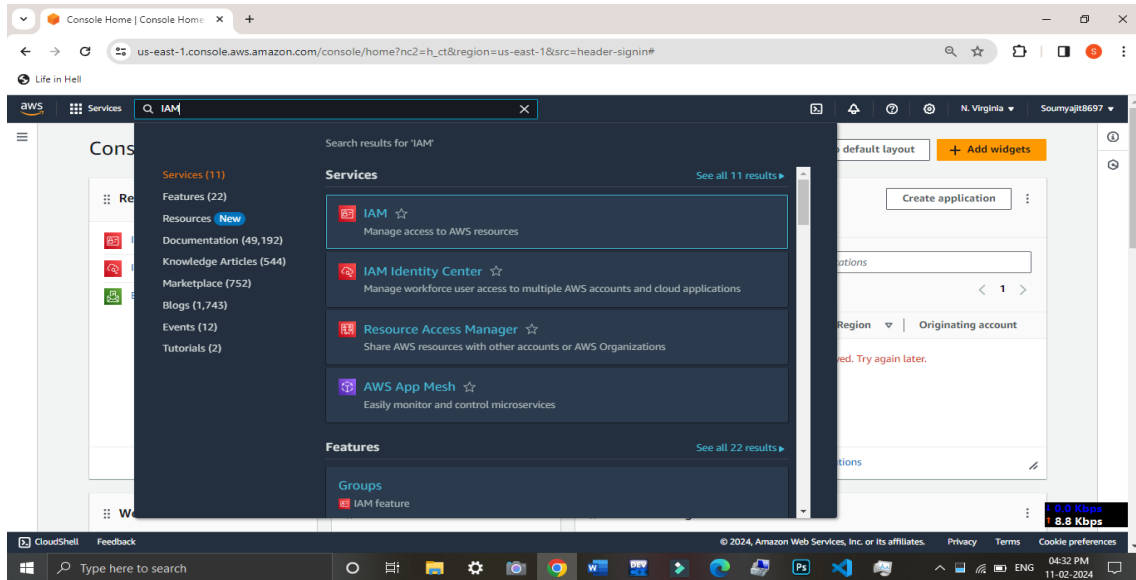 Console Home | Console Home
us-east-1.console.aws.amazon.com/console/home?nc2=h_ct&region=us-east-1&src=header-signin#
S
Life in Hell
aws
Services
IAM
N. Virginia
Soumyajit8697
Cons
default layout
+ Add widgets
Search results for 'IAM'
Services (11)
Features (22)
Resources New
Documentation (49,192)
Knowledge Articles (544)
Marketplace (752)
Blogs (1,743)
Events (12)
Tutorials (2)
Services
See all 11 results
IAM
Manage access to AWS resources
IAM Identity Center
Manage workforce user access to multiple AWS accounts and cloud applications
Resource Access Manager
Share AWS resources with other accounts or AWS Organizations
AWS App Mesh
Easily monitor and control microservices
Features
See all 22 results
Groups
IAM feature
Re
Create application
cations
1
Region
Originating account
ved. Try again later.
tions
We
0.0 Kbps
8.8 Kbps
CloudShell
Feedback
© 2024, Amazon Web Services, Inc. or its affiliates.
Privacy
Terms
Cookie preferences
Type here to search
W
DEV
Ps
ENG
04:32 PM
11-02-2024